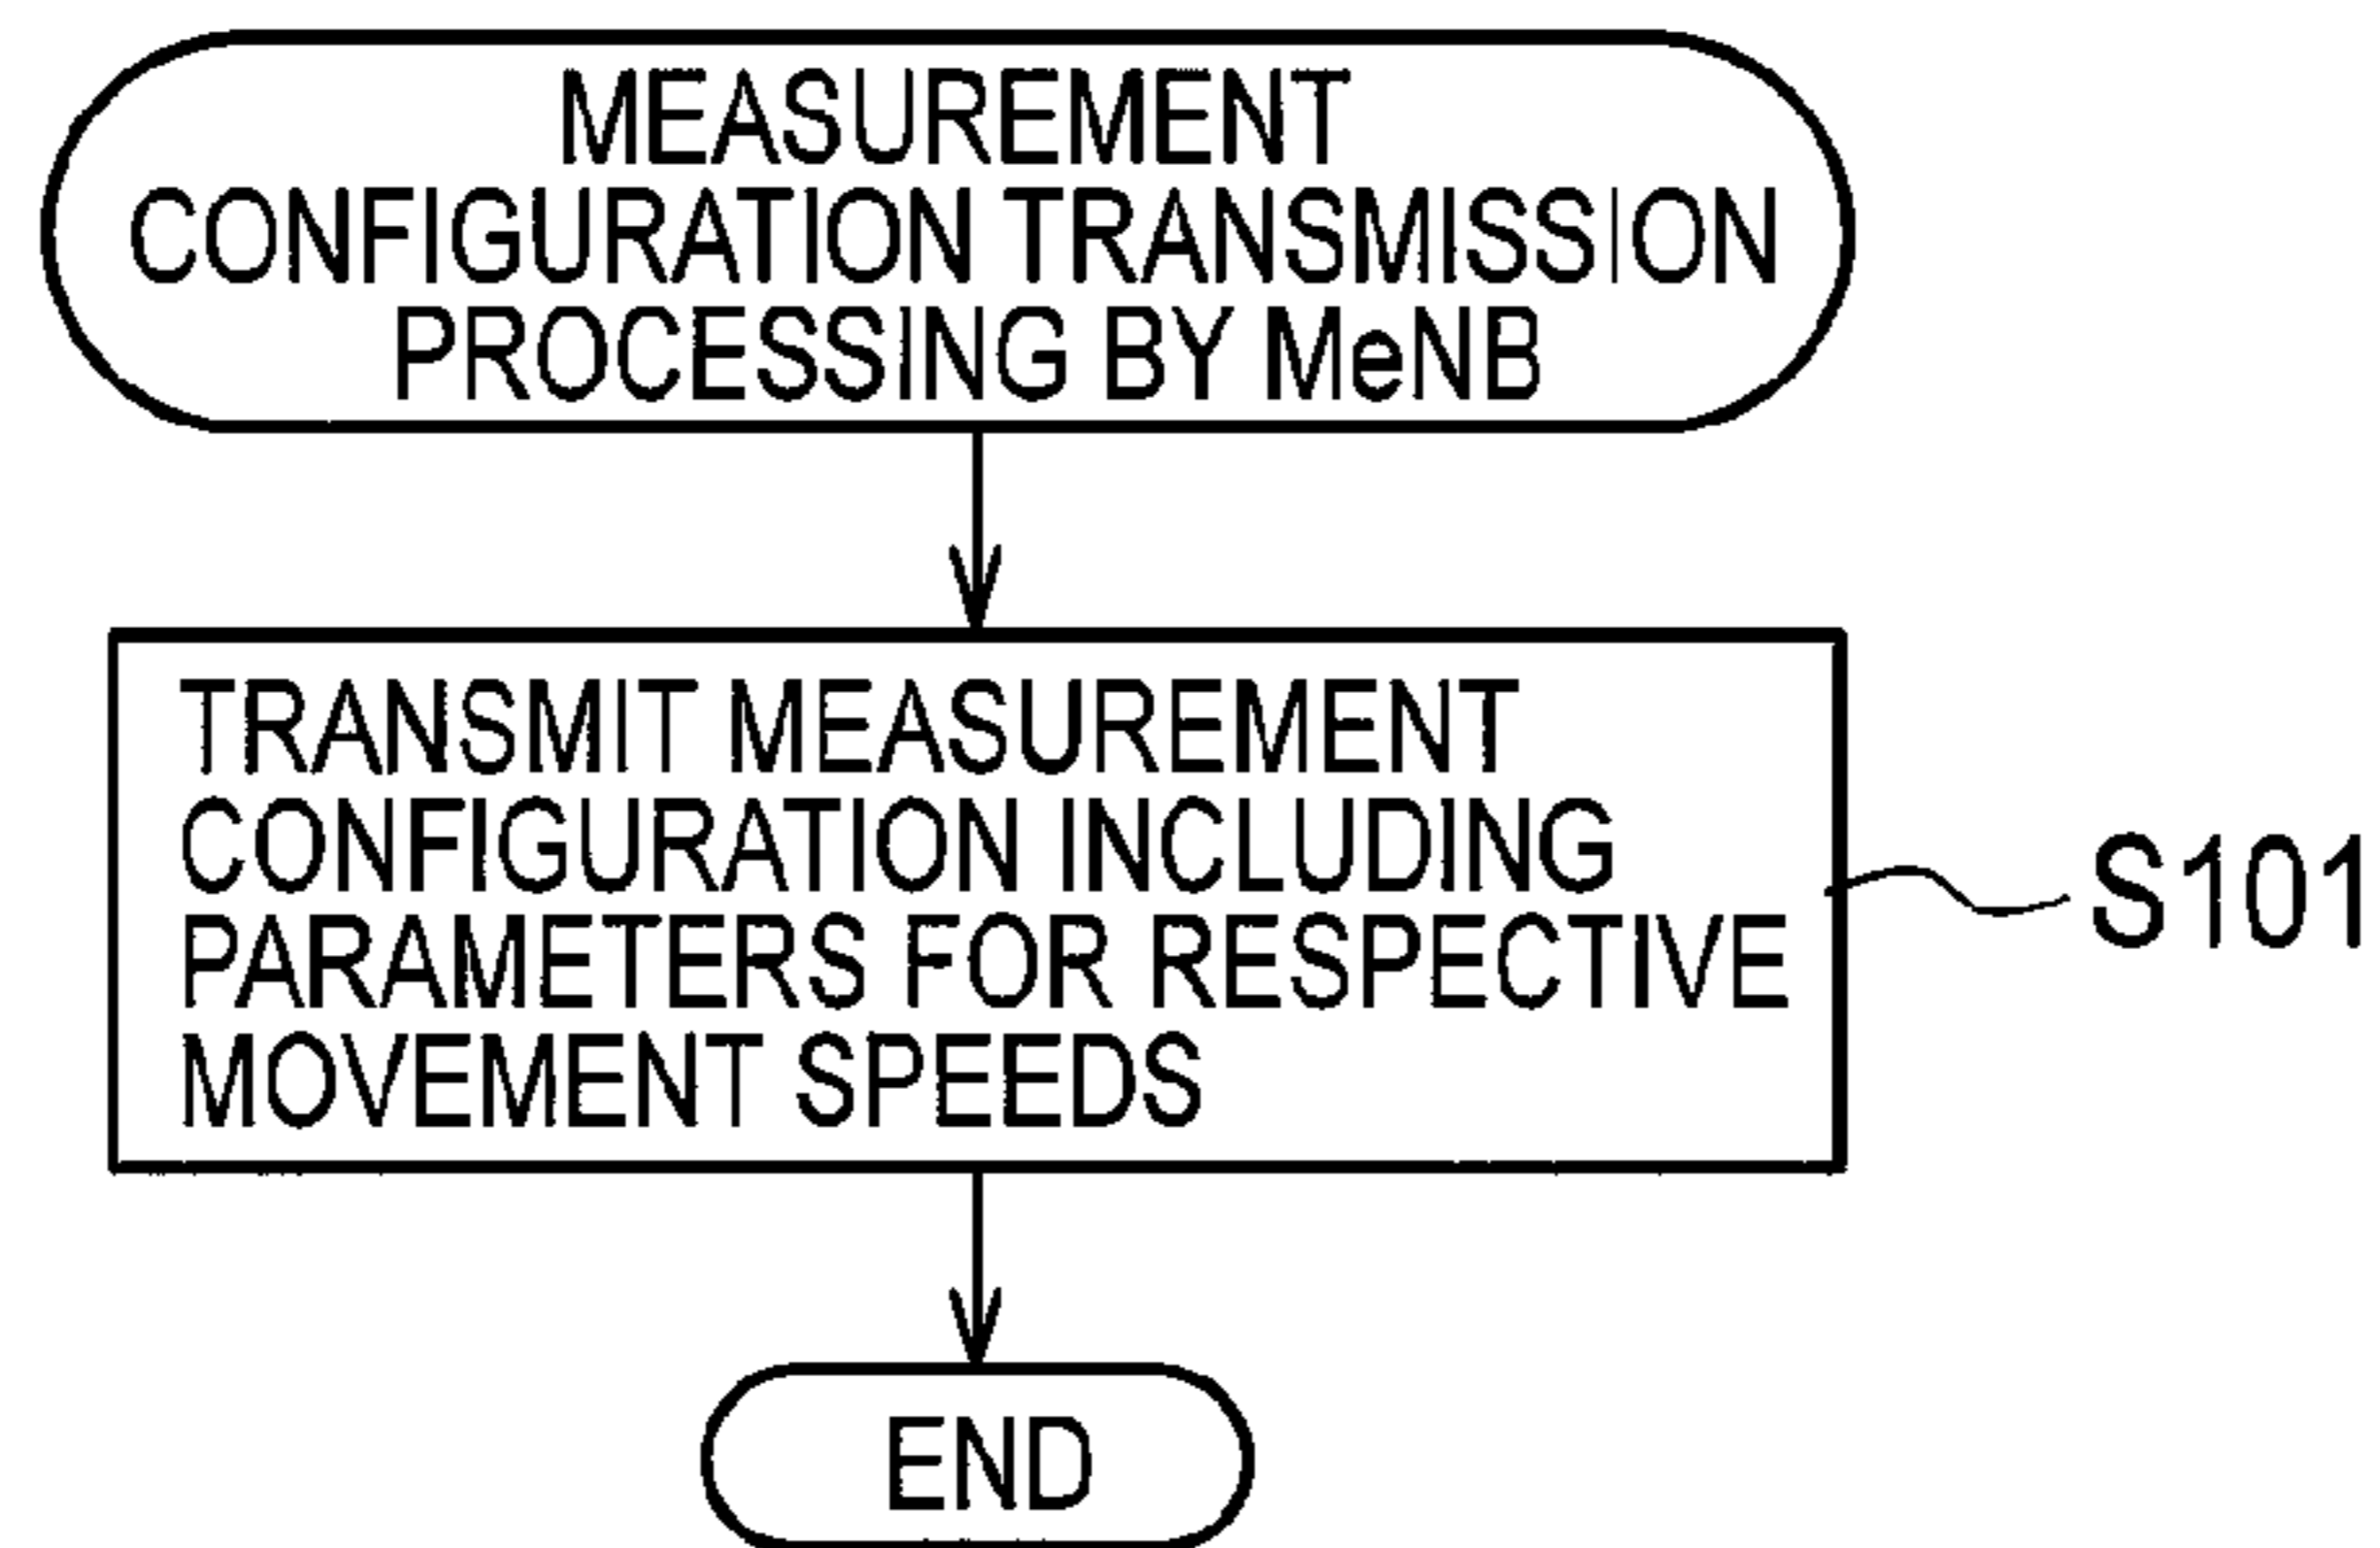 MEASUREMENT
CONFIGURATION TRANSMISSION
PROCESSING BY MeNB
TRANSMIT MEASUREMENT
CONFIGURATION INCLUDING
PARAMETERS FOR RESPECTIVE
MOVEMENT SPEEDS
S101
END